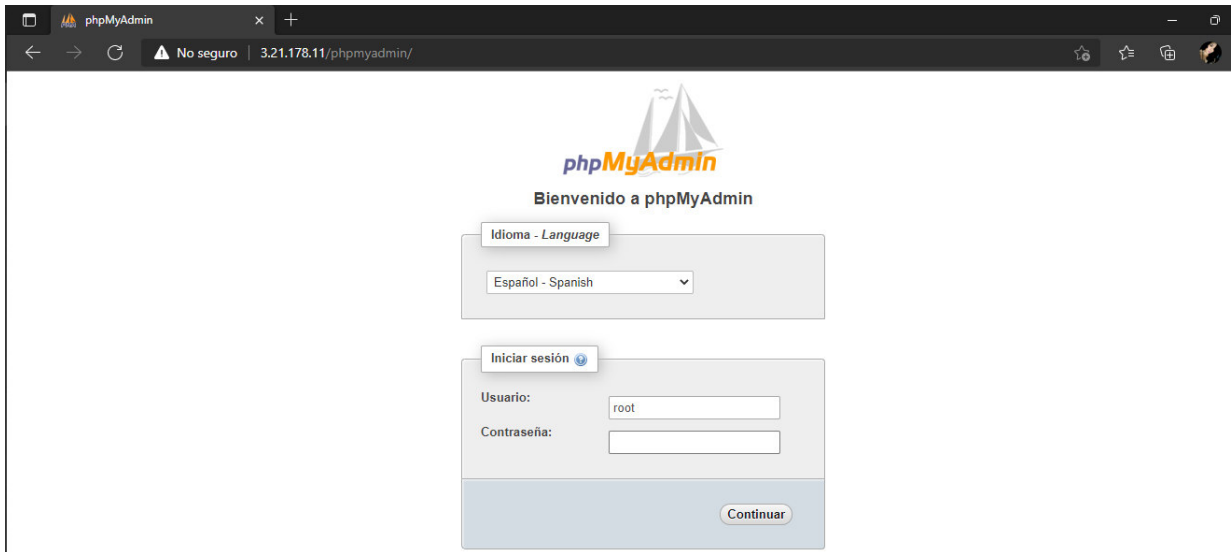 phpMyAdmin
No seguro | 3.21.178.11/phpmyadmin/
phpMyAdmin
Bienvenido a phpMyAdmin
Idioma - Language
Español - Spanish
Iniciar sesión
Usuario:
root
Contraseña:
Continuar